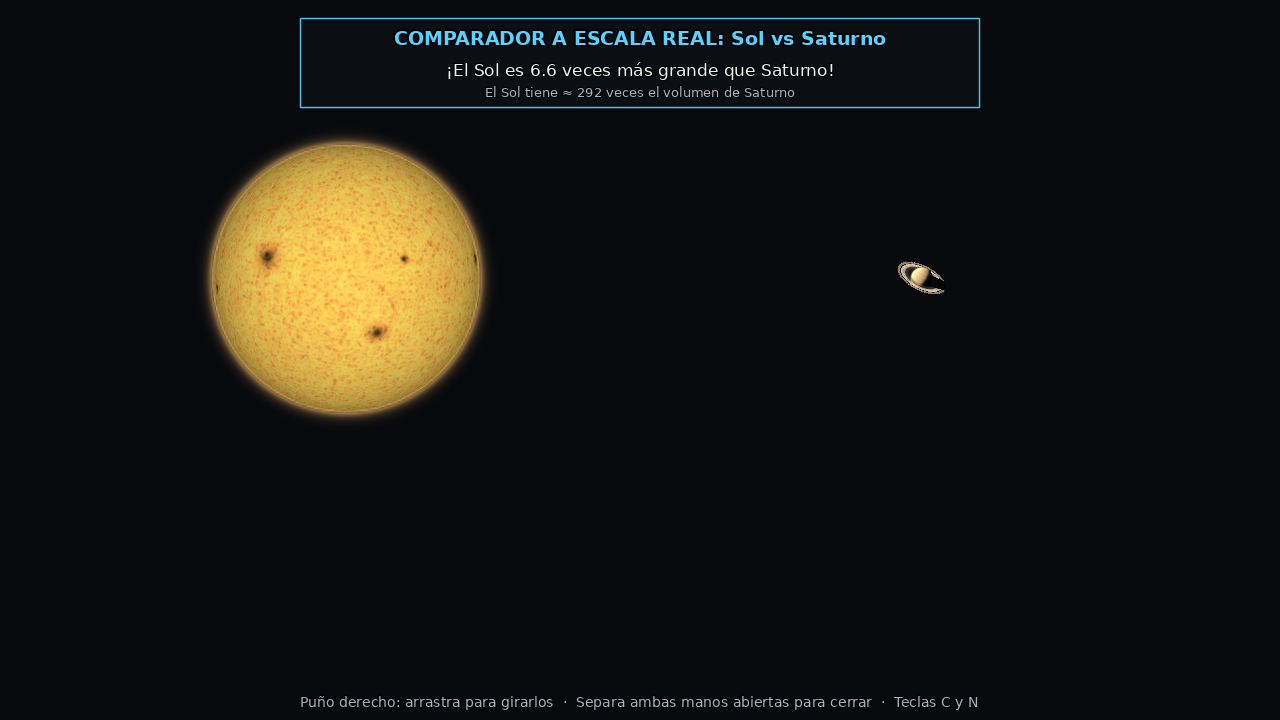 COMPARADOR A ESCALA REAL: Sol vs Saturno
¡El Sol es 6.6 veces más grande que Saturno!
El Sol tiene ≈ 292 veces el volumen de Saturno
Puño derecho: arrastra para girarlos · Separa ambas manos abiertas para cerrar · Teclas C y N